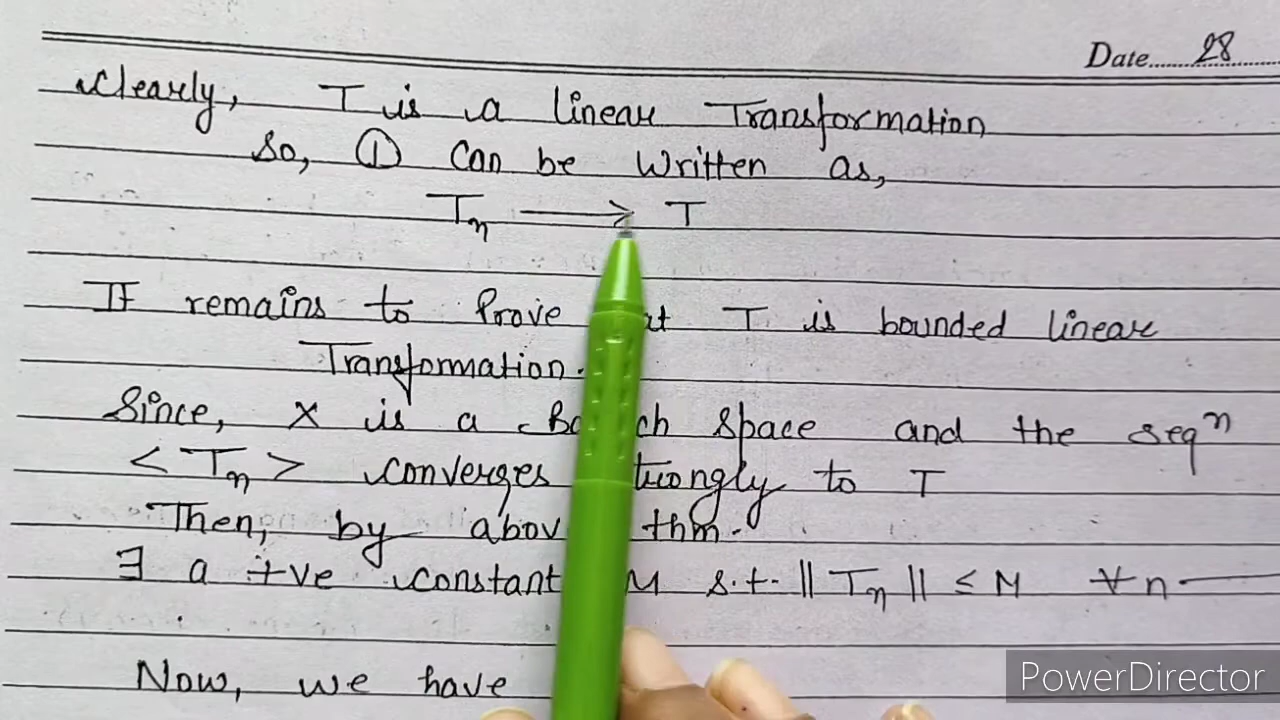 Date 28
Clearly, T is a linear Transformation
So, ① Can be Written as,
Tₙ → T
It remains to Prove T is bounded linear
Transformation.
Since, X is a space and the seqⁿ
< Tₙ > converges to T
Then, by thm.
∃ a +ve constant M s.t. || Tₙ || ≤ M ∀ n —
Now, we have
PowerDirector